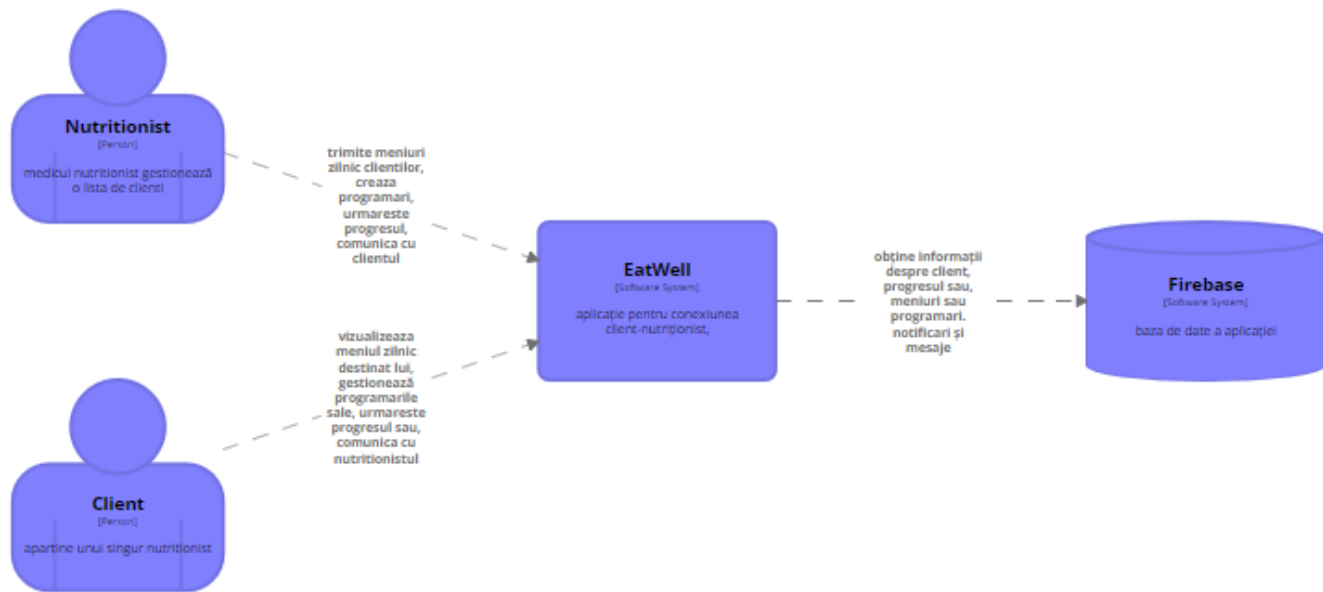 Nutritionist
[Person]
medicul nutritionist gestionează
o lista de clienti
trimite meniuri
zilnic clientilor,
creaza
programari,
urmareste
progresul,
comunica cu
clientul
Client
[Person]
apartine unui singur nutritionist
vizualizeaza
meniul zilnic
destinat lui,
gestionează
programarile
sale, urmareste
progresul sau,
comunica cu
nutritionistul
EatWell
[Software System]
aplicație pentru conexiunea
client-nutriționist,
obține informații
despre client,
progresul sau,
meniuri sau
programari.
notificari și
mesaje
Firebase
[Software System]
baza de date a aplicației